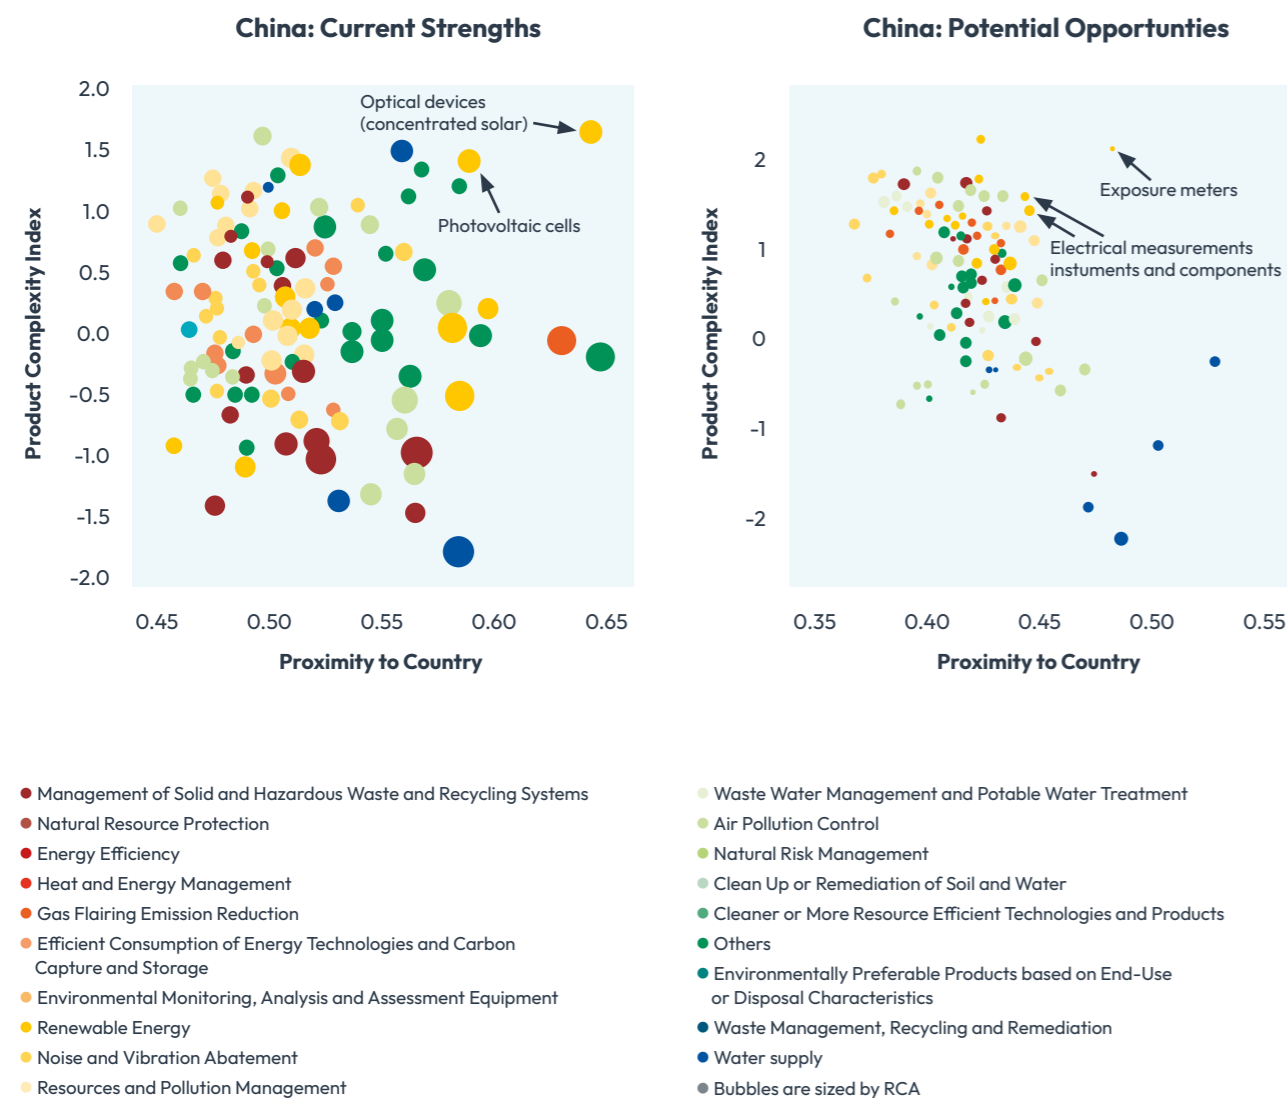 China: Current Strengths
Product Complexity Index
2.0
1.5
1.0
0.5
0.0
-0.5
-1.0
-1.5
-2.0
Optical devices
(concentrated solar)
Photovoltaic cells
0.45
0.50
0.55
0.60
0.65
Proximity to Country
China: Potential Opportunties
Product Complexity Index
2
1
0
-1
-2
Exposure meters
Electrical measurements
instuments and components
0.35
0.40
0.45
0.50
0.55
Proximity to Country
Management of Solid and Hazardous Waste and Recycling Systems
Natural Resource Protection
Energy Efficiency
Heat and Energy Management
Gas Flairing Emission Reduction
Efficient Consumption of Energy Technologies and Carbon
Capture and Storage
Environmental Monitoring, Analysis and Assessment Equipment
Renewable Energy
Noise and Vibration Abatement
Resources and Pollution Management
Waste Water Management and Potable Water Treatment
Air Pollution Control
Natural Risk Management
Clean Up or Remediation of Soil and Water
Cleaner or More Resource Efficient Technologies and Products
Others
Environmentally Preferable Products based on End-Use
or Disposal Characteristics
Waste Management, Recycling and Remediation
Water supply
Bubbles are sized by RCA